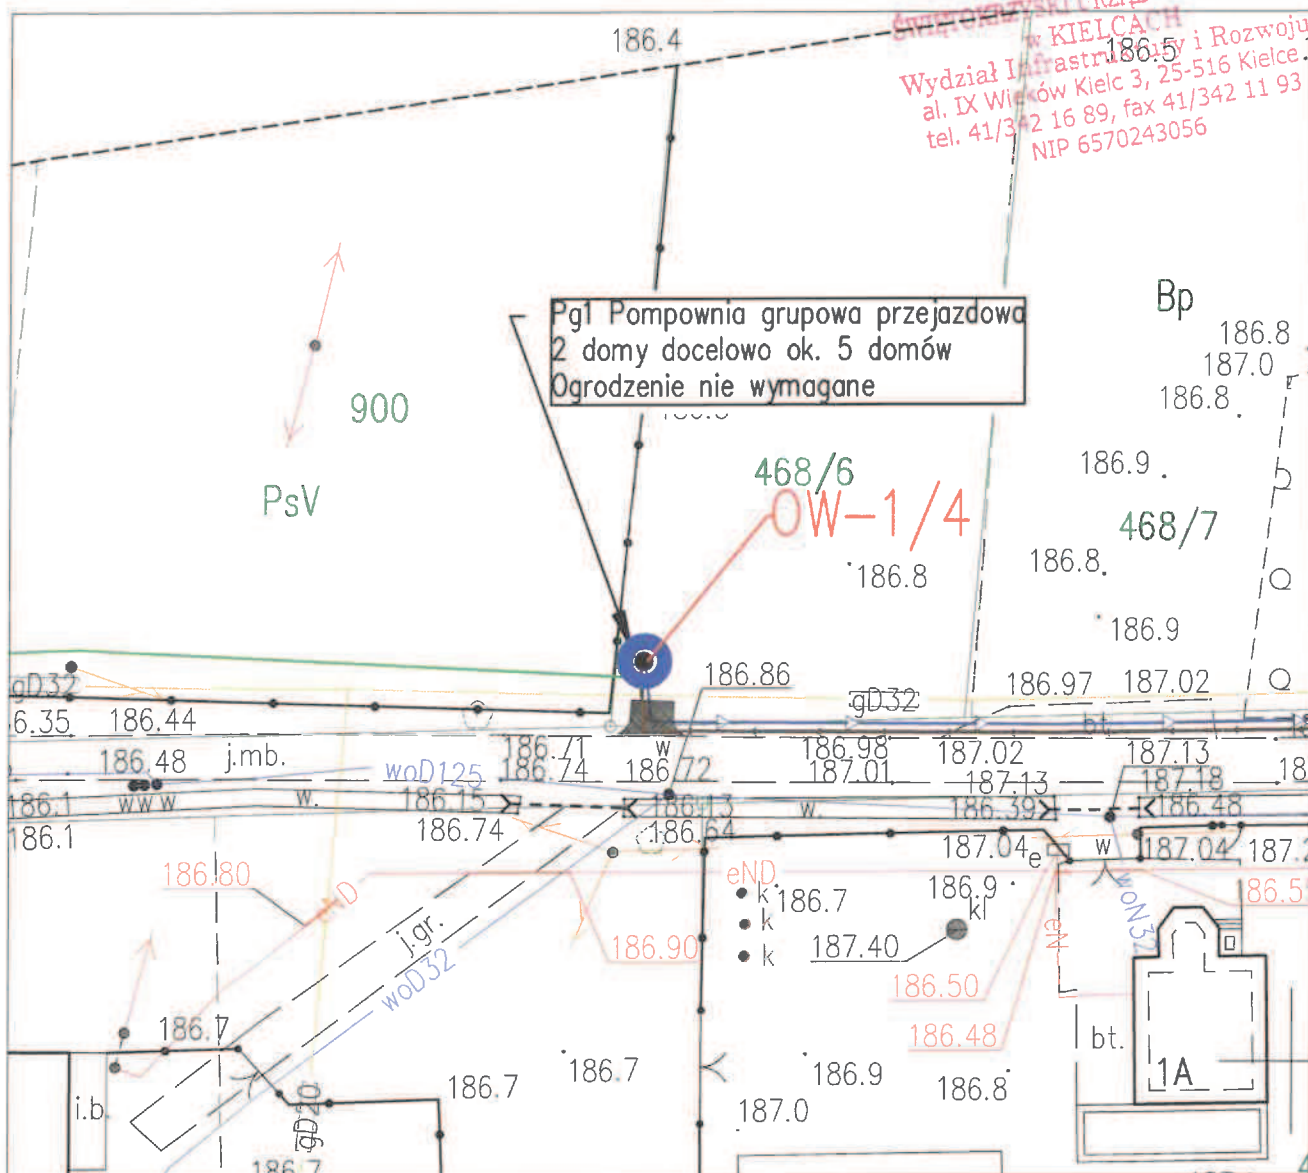 186.4
ŚWIĘTOKRZYSKI URZĄD
w KIELCACH
Wydział Infrastruktury i Rozwoju
186.5
al. IX Wieków Kielc 3, 25-516 Kielce
tel. 41/342 16 89, fax 41/342 11 93
NIP 6570243056
Pg1 Pompownia grupowa przejazdowa
2 domy docelowo ok. 5 domów
Ogrodzenie nie wymagane
Bp
186.8
187.0
186.8
900
468/6
186.9
PsV
OW-1/4
468/7
186.8
186.8
186.9
186.86
gD32
gD32
186.97
187.02
6.35
186.44
bt.
186.71
w
186.98
187.02
187.13
j.mb.
186.48
woD125
186.74
186.72
187.01
187.13
187.18
186.1
w w w
w.
186.15
186.13
w.
186.39
186.48
186.1
186.74
186.64
187.04
e
w
187.04
187.2
186.80
eND
eND
k
186.7
186.9
kl
woN32
86.5
k
j.gr.
186.90
k
187.40
eN
woD32
186.50
186.48
186.7
bt.
186.7
186.7
186.9
186.8
1A
i.b.
gD20
187.0
186.7